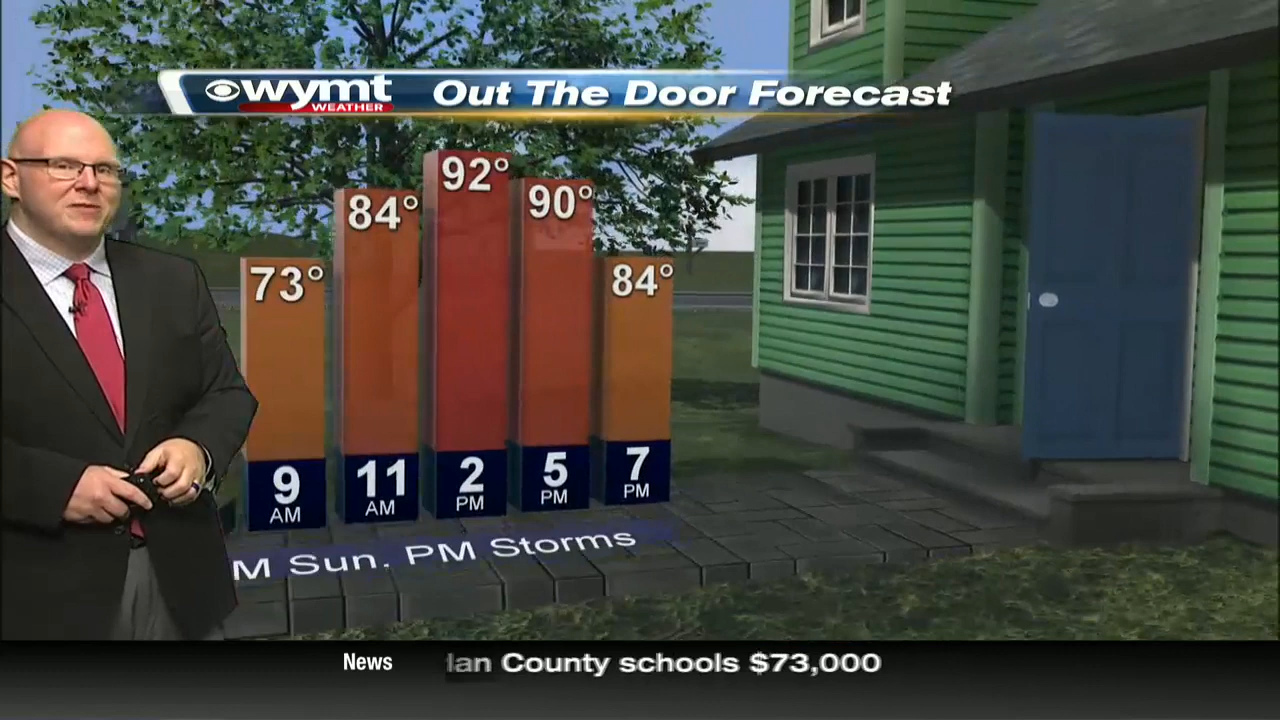 wymt
WEATHER
Out The Door Forecast
73°
84°
92°
90°
84°
9
AM
11
AM
2
PM
5
PM
7
PM
M Sun. PM Storms
News
County schools $73,000